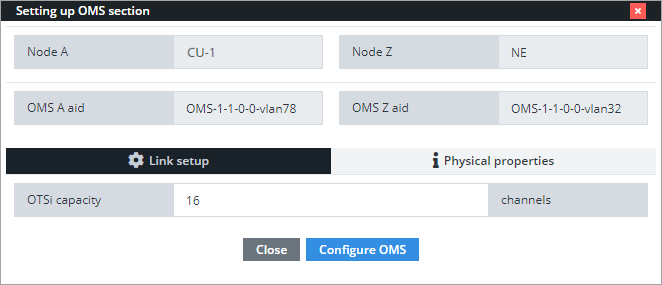 Setting up OMS section
Node A CU-1 Node Z NE
OMS A aid OMS-1-1-0-0-vlan78 OMS Z aid OMS-1-1-0-0-vlan32
Link setup Physical properties
OTSi capacity 16 channels
Close Configure OMS